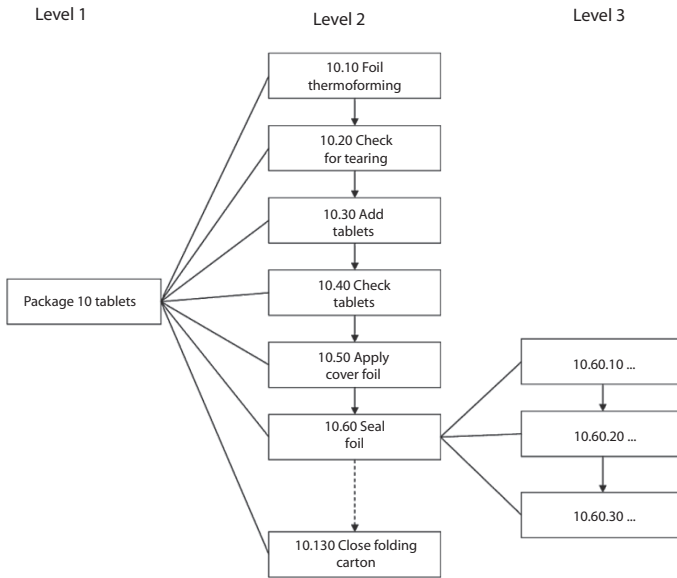 Level 1
Level 2
Level 3
10.10 Foil
thermoforming
10.20 Check
for tearing
10.30 Add
tablets
Package 10 tablets
10.40 Check
tablets
10.50 Apply
cover foil
10.60 Seal
foil
10.130 Close folding
carton
10.60.10 ...
10.60.20 ...
10.60.30 ...